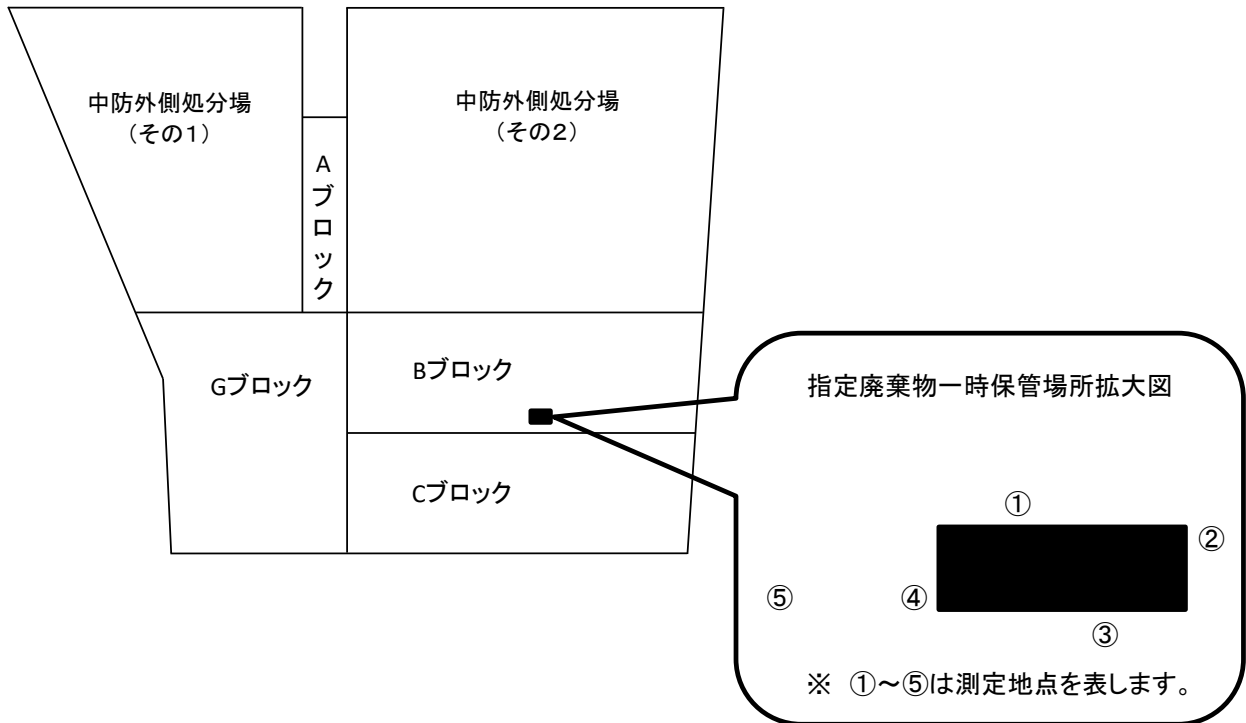 中防外側処分場
（その１）
中防外側処分場
（その２）
Aブロック
Gブロック
Bブロック
Cブロック
指定廃棄物一時保管場所拡大図
①
②
⑤
④
③
※ ①～⑤は測定地点を表します。